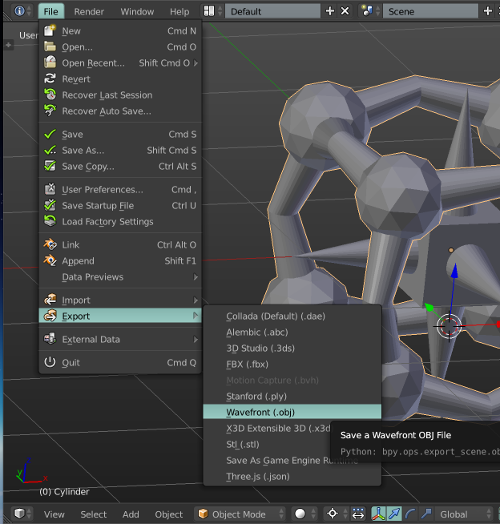 File Render Window Help Default Scene
User
New Cmd N
Open... Cmd O
Open Recent... Shift Cmd O
Revert
Recover Last Session
Recover Auto Save...
Save Cmd S
Save As... Shift Cmd S
Save Copy... Ctrl Alt S
User Preferences... Cmd ,
Save Startup File Ctrl U
Load Factory Settings
Link Ctrl Alt O
Append Shift F1
Data Previews
Import
Export
External Data
Quit Cmd Q
Collada (Default) (.dae)
Alembic (.abc)
3D Studio (.3ds)
FBX (.fbx)
Motion Capture (.bvh)
Stanford (.ply)
Wavefront (.obj)
X3D Extensible 3D (.x3d
Stl (.stl)
Save As Game Engine Runtime
Three.js (.json)
Save a Wavefront OBJ File
Python: bpy.ops.export_scene.ob
z
y
x
(0) Cylinder
View Select Add Object Object Mode Global